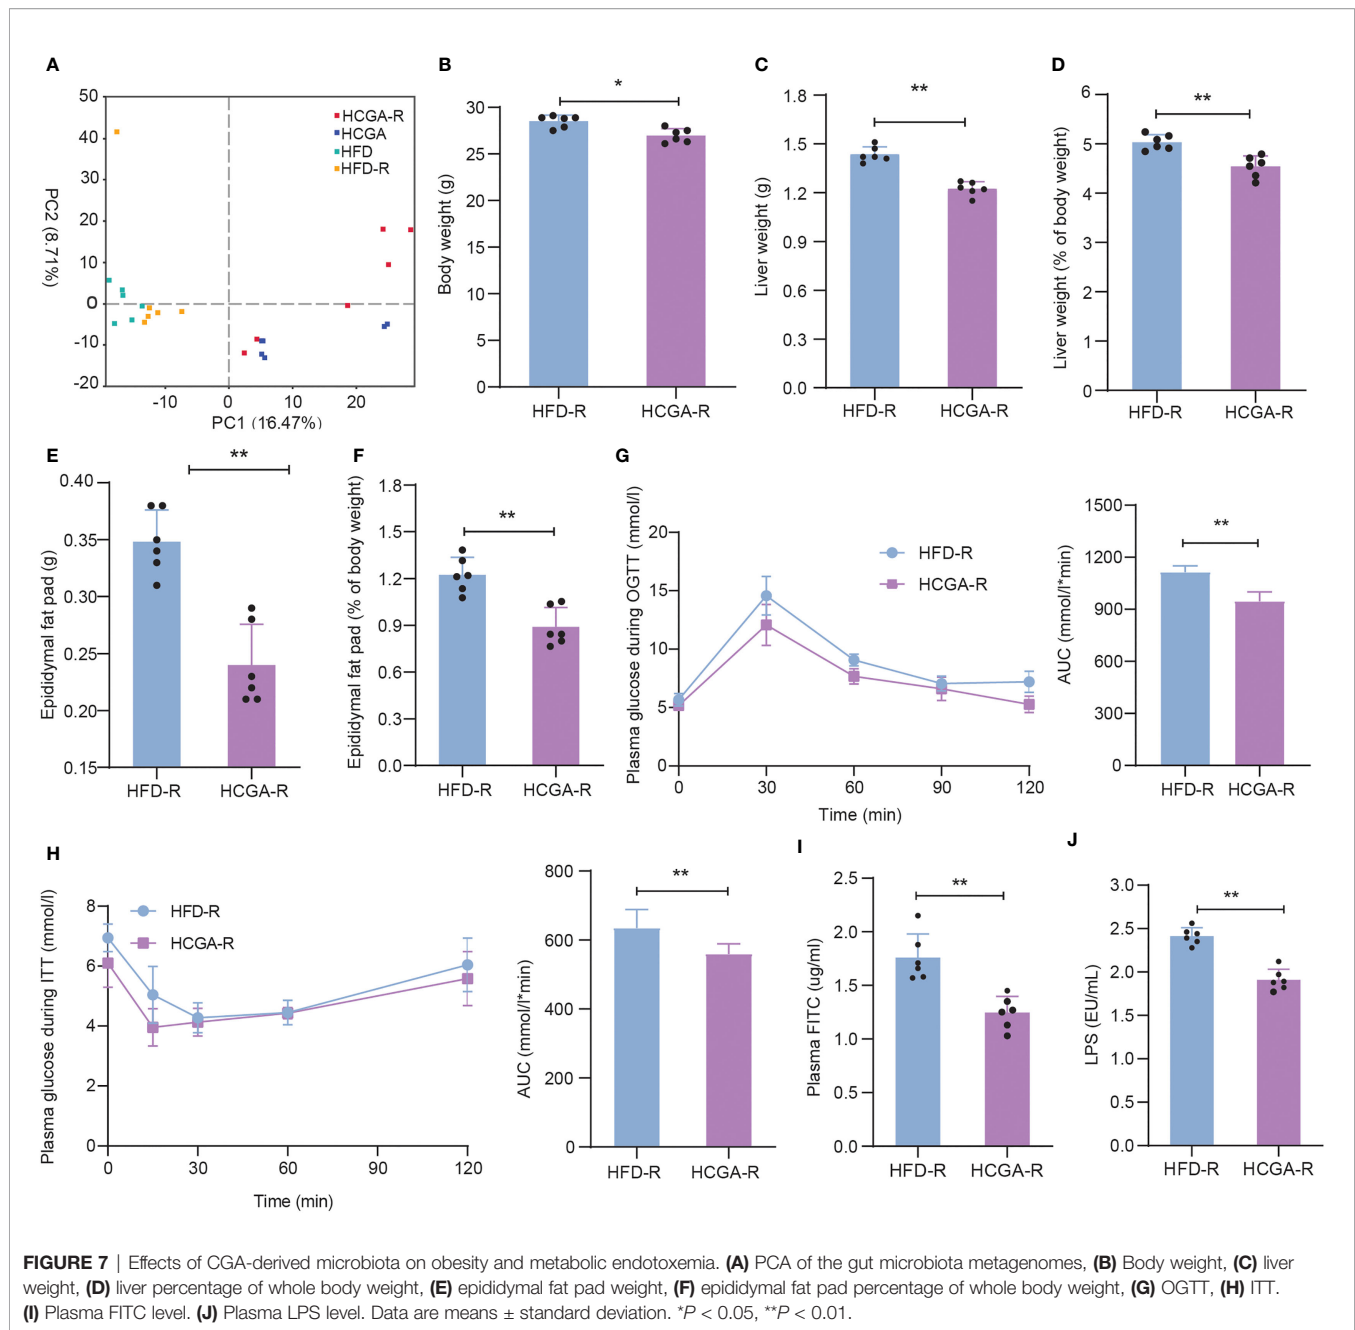 A
50
40
30
20
10
0
-10
-20
PC2 (8.71%)
HCGA-R
HCGA
HFD
HFD-R
-10
0
10
20
PC1 (16.47%)
B
*
30
25
20
15
10
5
0
Body weight (g)
HFD-R
HCGA-R
C
**
1.8
1.5
1.2
0.9
0.6
0.3
0.0
Liver weight (g)
HFD-R
HCGA-R
D
**
6
5
4
3
2
1
0
Liver weight (% of body weight)
HFD-R
HCGA-R
E
**
0.40
0.35
0.30
0.25
0.20
0.15
Epididymal fat pad (g)
HFD-R
HCGA-R
F
**
1.8
1.5
1.2
0.9
0.6
0.3
0.0
Epididymal fat pad (% of body weight)
HFD-R
HCGA-R
G
20
15
10
5
0
Plasma glucose during OGTT (mmol/l)
HFD-R
HCGA-R
0
30
60
90
120
Time (min)
**
1500
1200
900
600
300
0
AUC (mmol/l*min)
HFD-R
HCGA-R
H
8
6
4
2
0
Plasma glucose during ITT (mmol/l)
HFD-R
HCGA-R
0
30
60
90
120
Time (min)
**
800
600
400
200
0
AUC (mmol/l*min)
HFD-R
HCGA-R
I
**
2.5
2.0
1.5
1.0
0.5
0.0
Plasma FITC (ug/ml)
HFD-R
HCGA-R
J
**
3.0
2.5
2.0
1.5
1.0
0.5
0.0
LPS (EU/mL)
HFD-R
HCGA-R
FIGURE 7 | Effects of CGA-derived microbiota on obesity and metabolic endotoxemia. (A) PCA of the gut microbiota metagenomes, (B) Body weight, (C) liver
weight, (D) liver percentage of whole body weight, (E) epididymal fat pad weight, (F) epididymal fat pad percentage of whole body weight, (G) OGTT, (H) ITT.
(I) Plasma FITC level. (J) Plasma LPS level. Data are means ± standard deviation. *P < 0.05, **P < 0.01.